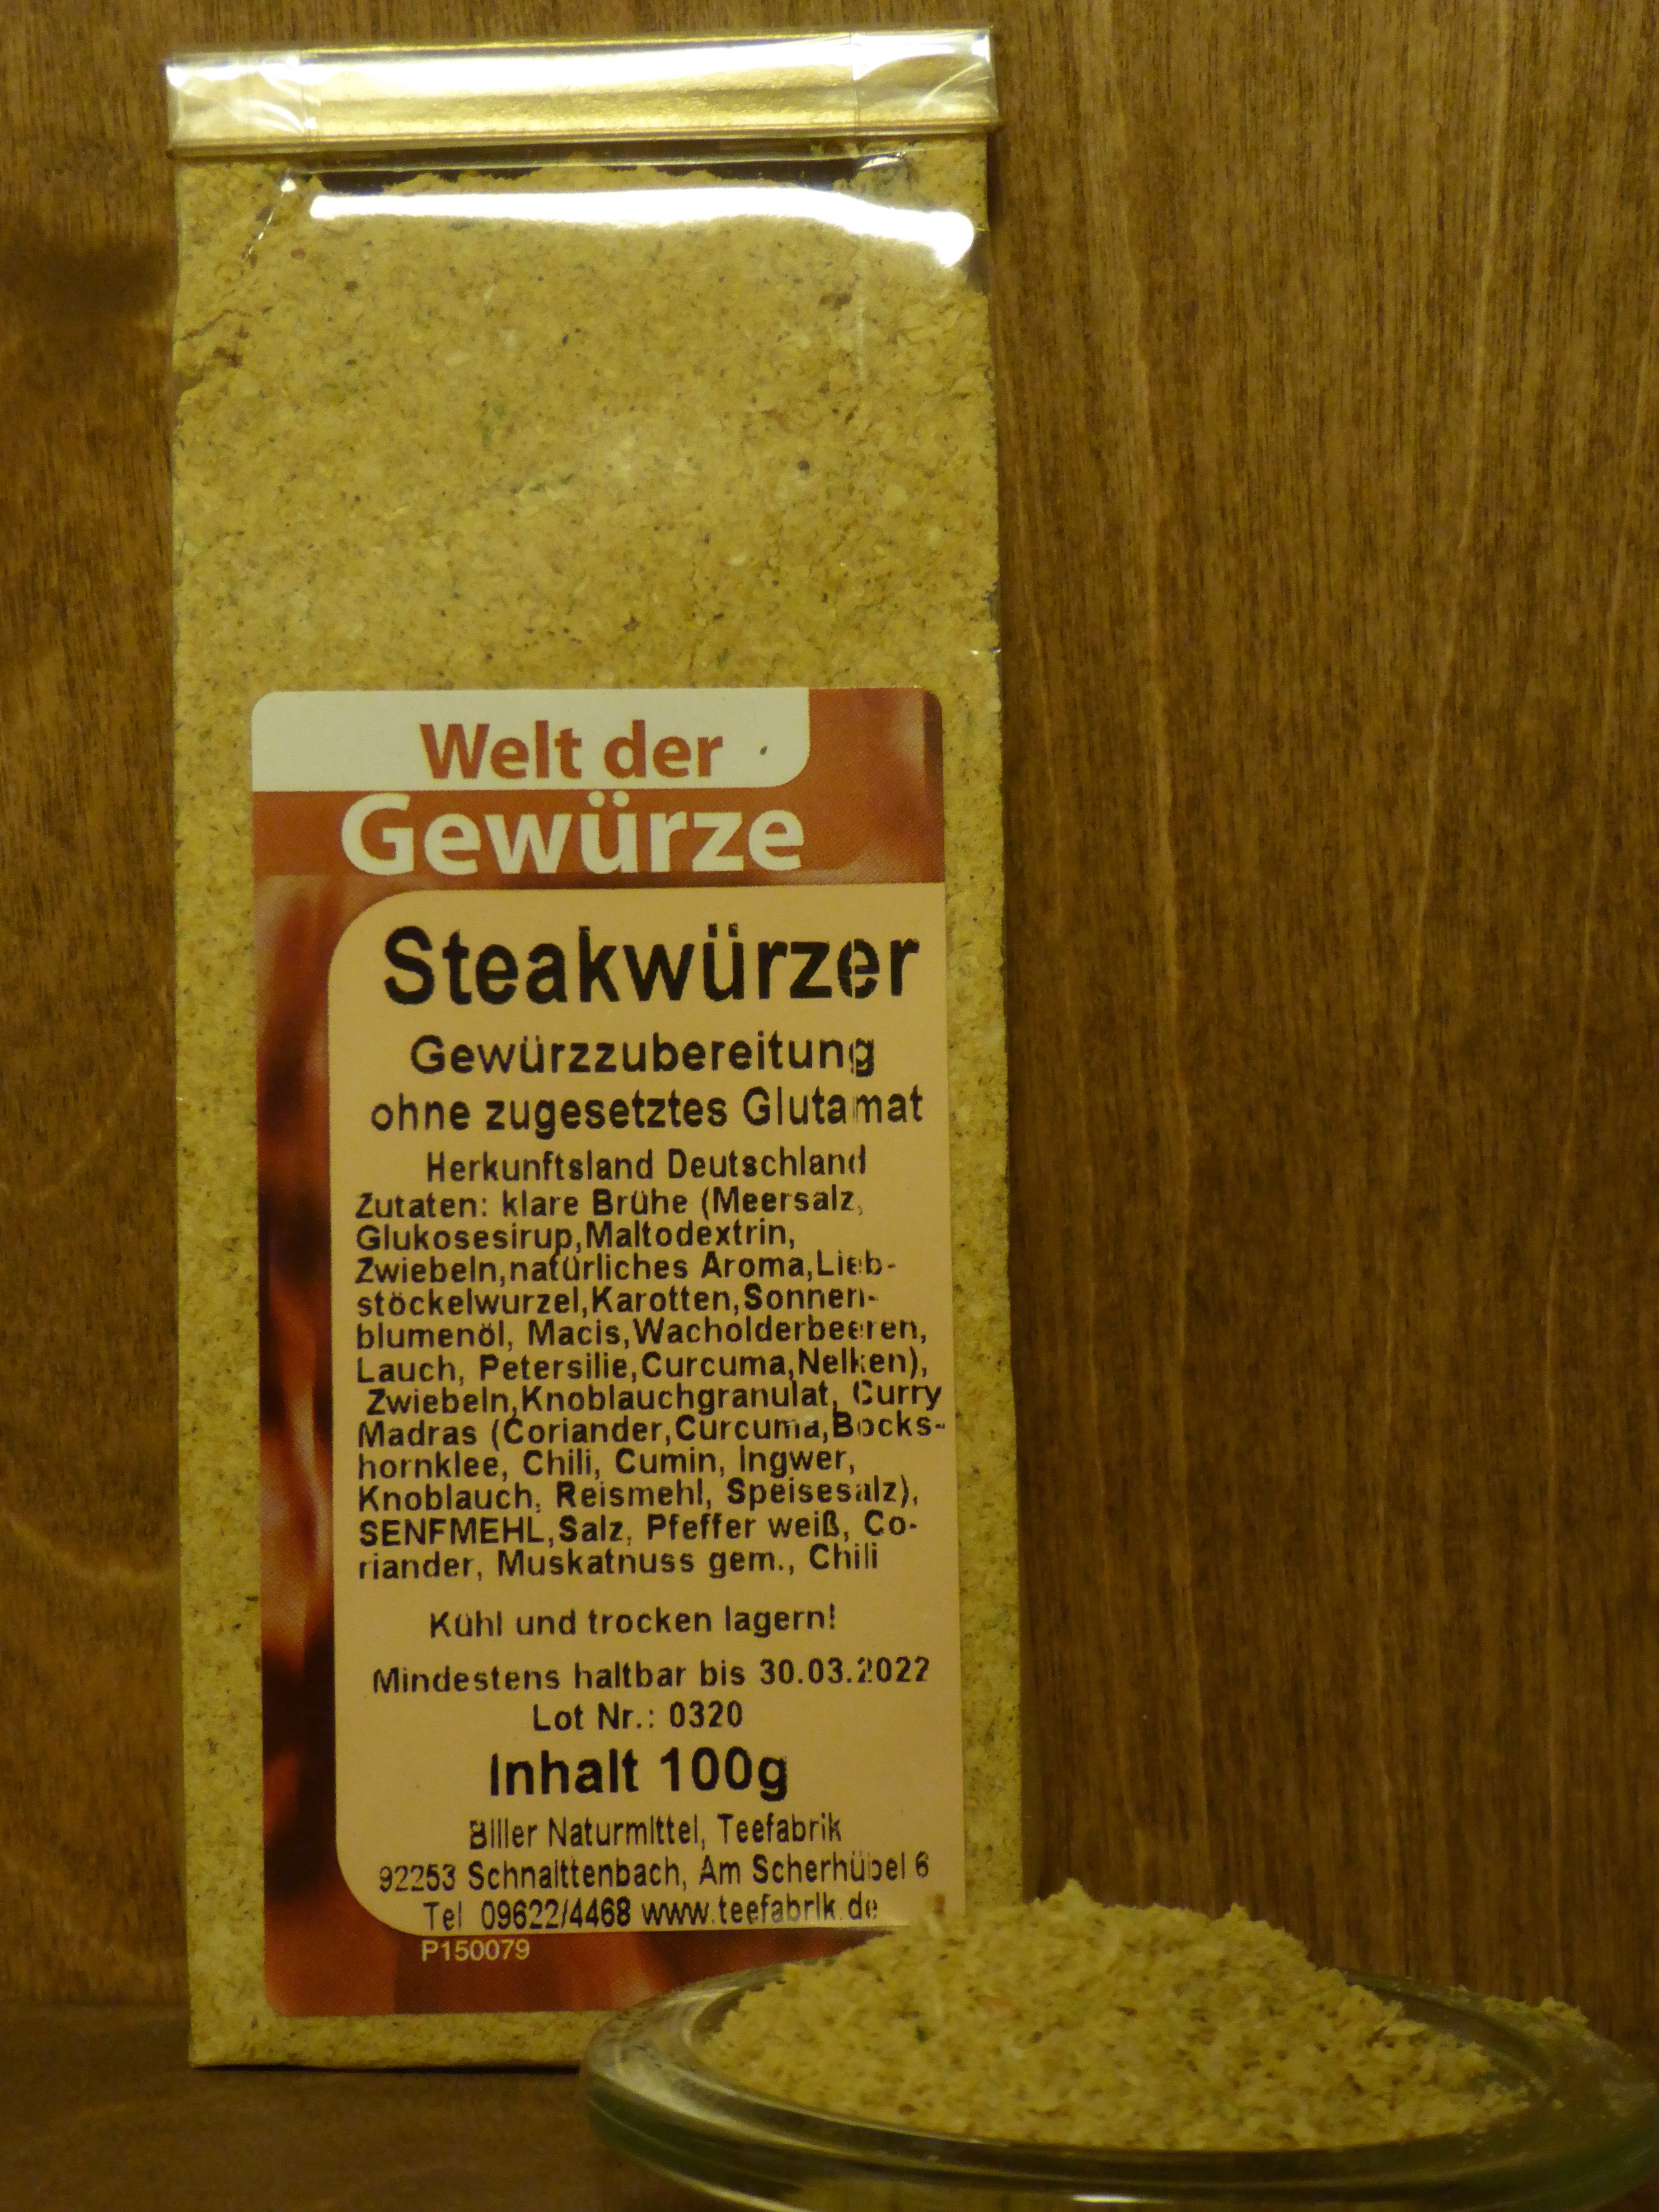 Welt der
Gewürze
Steakwürzer
Gewürzzubereitung
ohne zugesetztes Glutamat
Herkunftsland Deutschland
Zutaten: klare Brühe (Meersalz,
Glukosesirup,Maltodextrin,
Zwiebeln,natürliches Aroma,Lieb-
stöckelwurzel,Karotten,Sonnen-
blumenöl, Macis,Wacholderbeeren,
Lauch, Petersilie,Curcuma,Nelken),
Zwiebeln,Knoblauchgranulat, Curry
Madras (Coriander,Curcuma,Bocks-
hornklee, Chili, Cumin, Ingwer,
Knoblauch, Reismehl, Speisesalz),
SENFMEHL,Salz, Pfeffer weiß, Co-
riander, Muskatnuss gem., Chili
Kühl und trocken lagern!
Mindestens haltbar bis 30.03.2022
Lot Nr.: 0320
Inhalt 100g
Biller Naturmittel, Teefabrik
92253 Schnaittenbach, Am Scherhübel 6
Tel 09622/4468 www.teefabrik.de
P150079